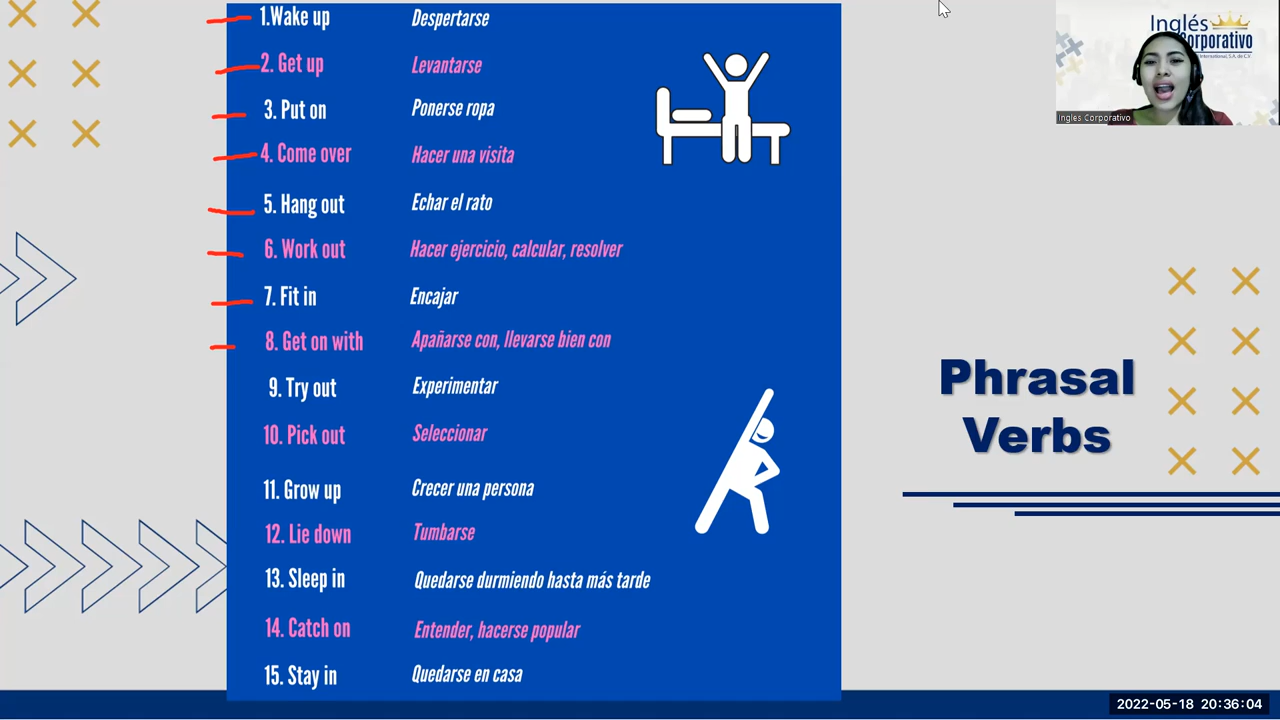 1.Wake up Despertarse
2. Get up Levantarse
3. Put on Ponerse ropa
4. Come over Hacer una visita
5. Hang out Echar el rato
6. Work out Hacer ejercicio, calcular, resolver
7. Fit in Encajar
8. Get on with Apañarse con, llevarse bien con
9. Try out Experimentar
10. Pick out Seleccionar
11. Grow up Crecer una persona
12. Lie down Tumbarse
13. Sleep in Quedarse durmiendo hasta más tarde
14. Catch on Entender, hacerse popular
15. Stay in Quedarse en casa
Phrasal
Verbs
Inglés
Corporativo
International, S.A. de C.V.
Ingles Corporativo
2022-05-18 20:36:04